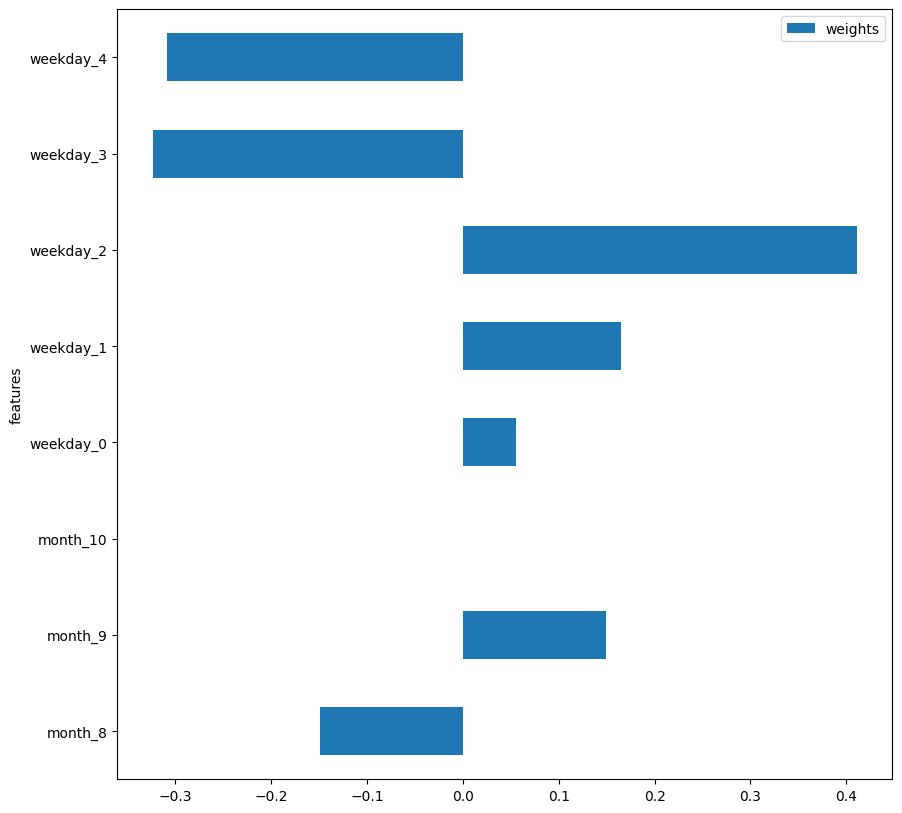 weights
weekday_4
weekday_3
weekday_2
weekday_1
weekday_0
month_10
month_9
month_8
features
−0.3 −0.2 −0.1 0.0 0.1 0.2 0.3 0.4